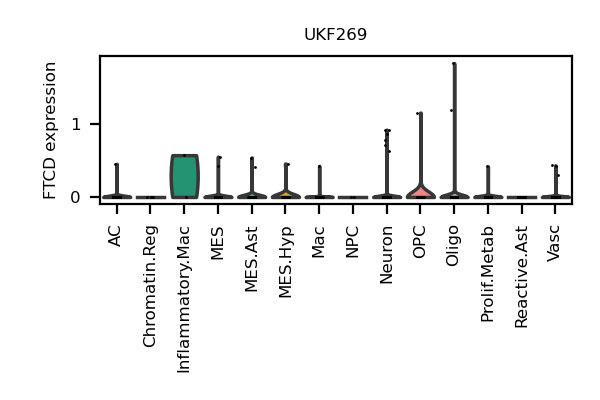 UKF269
FTCD expression
1
0
AC
Chromatin.Reg
Inflammatory.Mac
MES
MES.Ast
MES.Hyp
Mac
NPC
Neuron
OPC
Oligo
Prolif.Metab
Reactive.Ast
Vasc